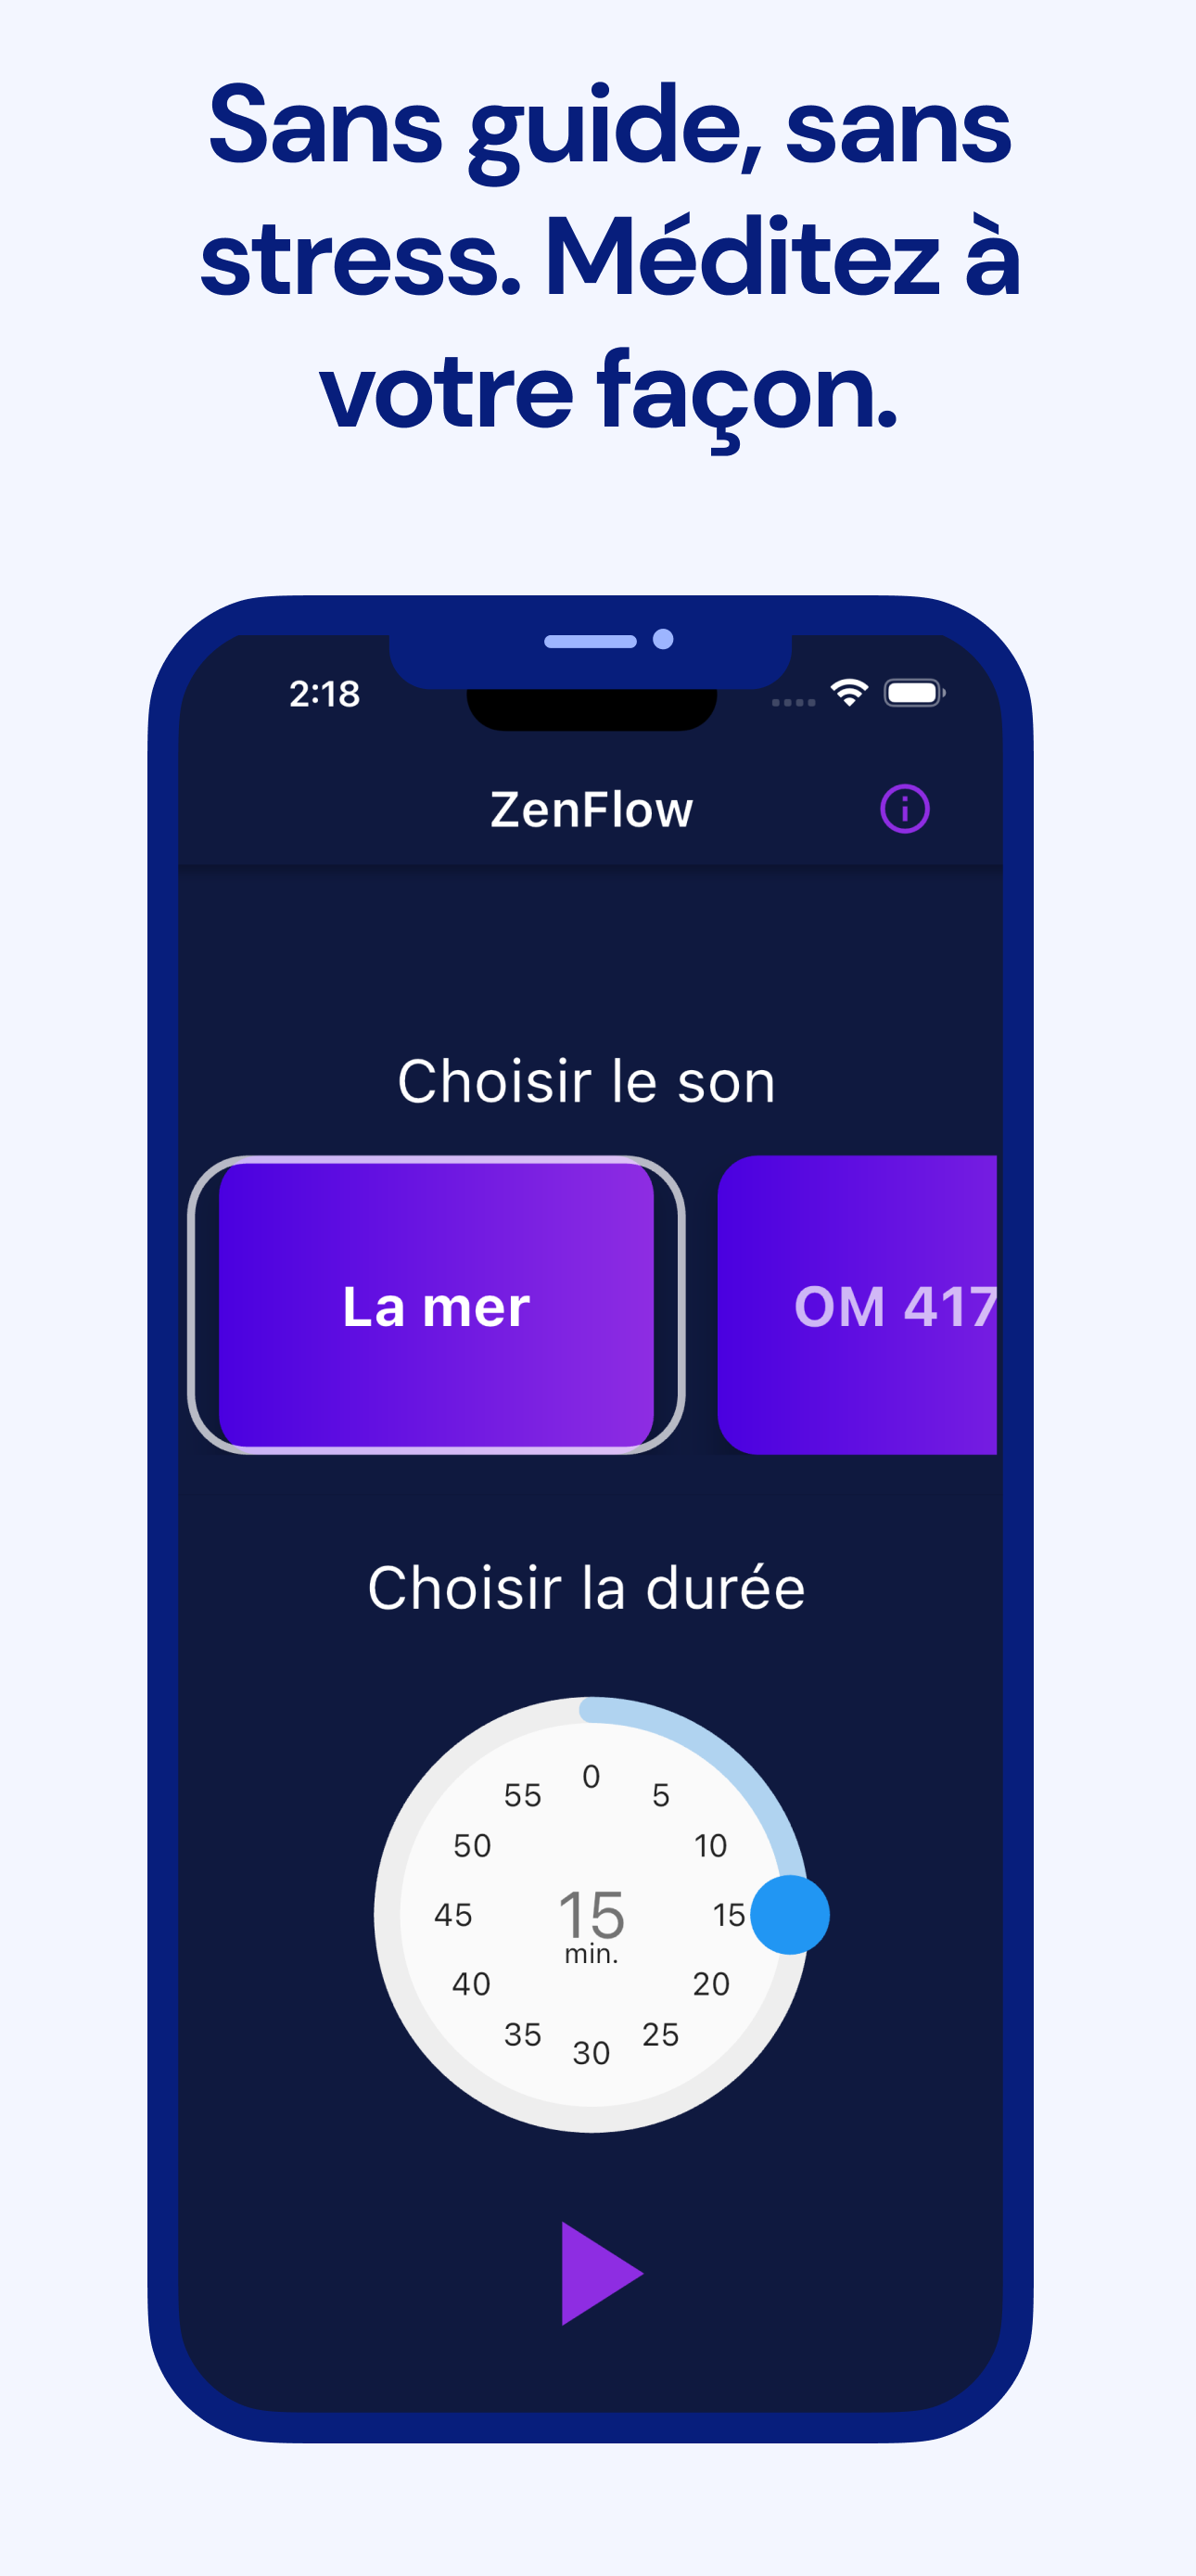 Sans guide, sans
stress. Méditez à
votre façon.
2:18
ZenFlow
Choisir le son
La mer
OM 417
Choisir la durée
0
55
5
50
10
45
15
min.
15
40
20
35
25
30